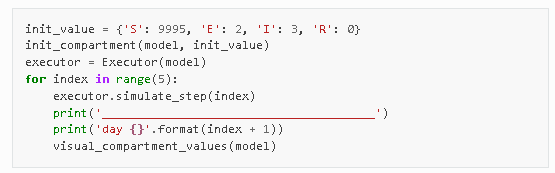 init_value = {'S': 9995, 'E': 2, 'I': 3, 'R': 0}
init_compartment(model, init_value)
executor = Executor(model)
for index in range(5):
    executor.simulate_step(index)
    print('_______________________________________')
    print('day {}'.format(index + 1))
    visual_compartment_values(model)